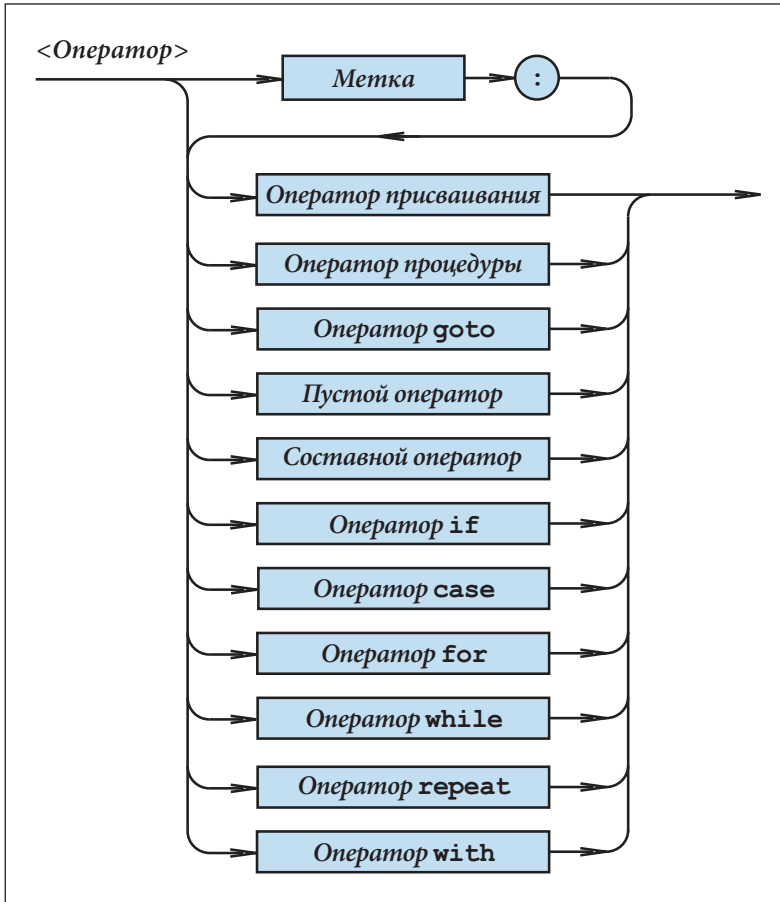 <Оператор>
Метка :
Оператор присваивания
Оператор процедуры
Оператор goto
Пустой оператор
Составной оператор
Оператор if
Оператор case
Оператор for
Оператор while
Оператор repeat
Оператор with